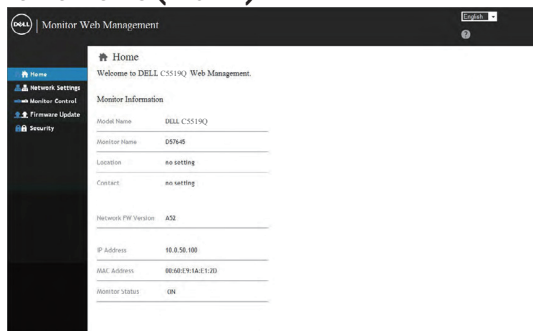 DELL | Monitor Web Management
English
?
Home
Home
Network Settings
Monitor Control
Firmware Update
Security
Welcome to DELL C5519Q Web Management.
Monitor Information
Model Name DELL C5519Q
Monitor Name D57645
Location no setting
Contact no setting
Network FW Version A52
IP Address 10.0.50.100
MAC Address 00:60:E9:1A:E1:2D
Monitor Status ON